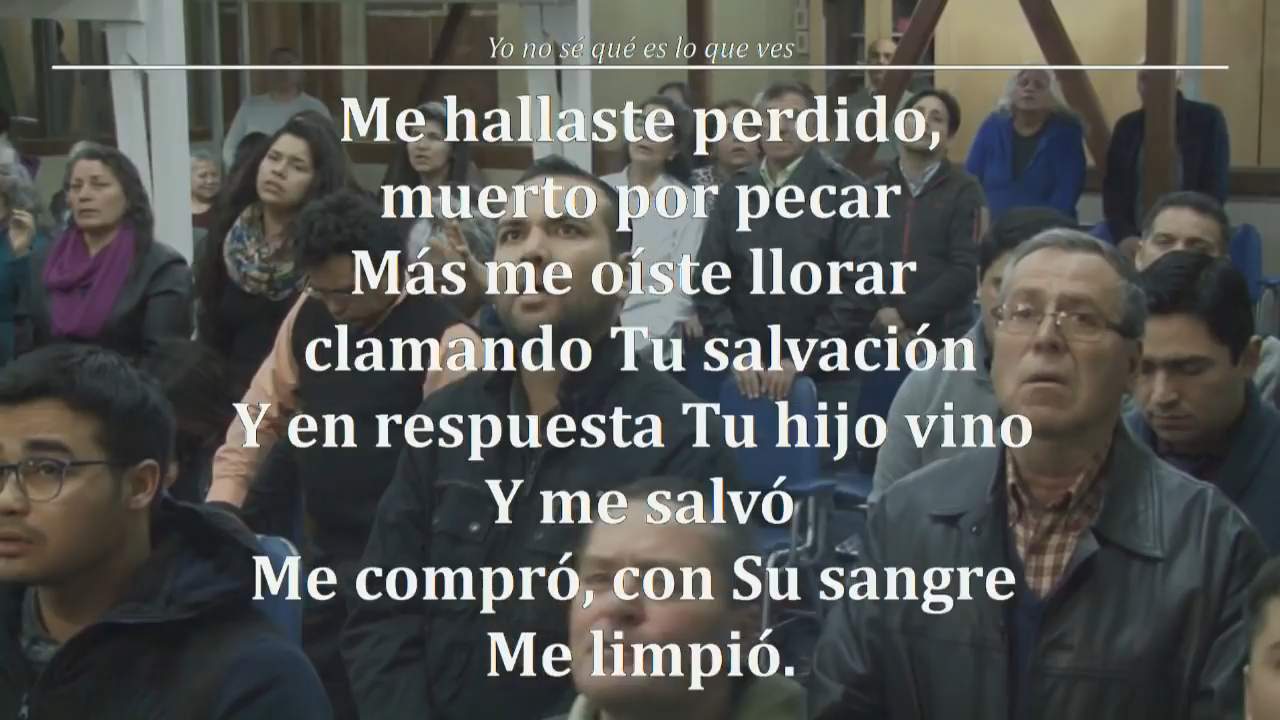 Yo no sé qué es lo que ves
Me hallaste perdido,
muerto por pecar
Más me oíste llorar
clamando Tu salvación
Y en respuesta Tu hijo vino
Y me salvó
Me compró, con Su sangre
Me limpió.